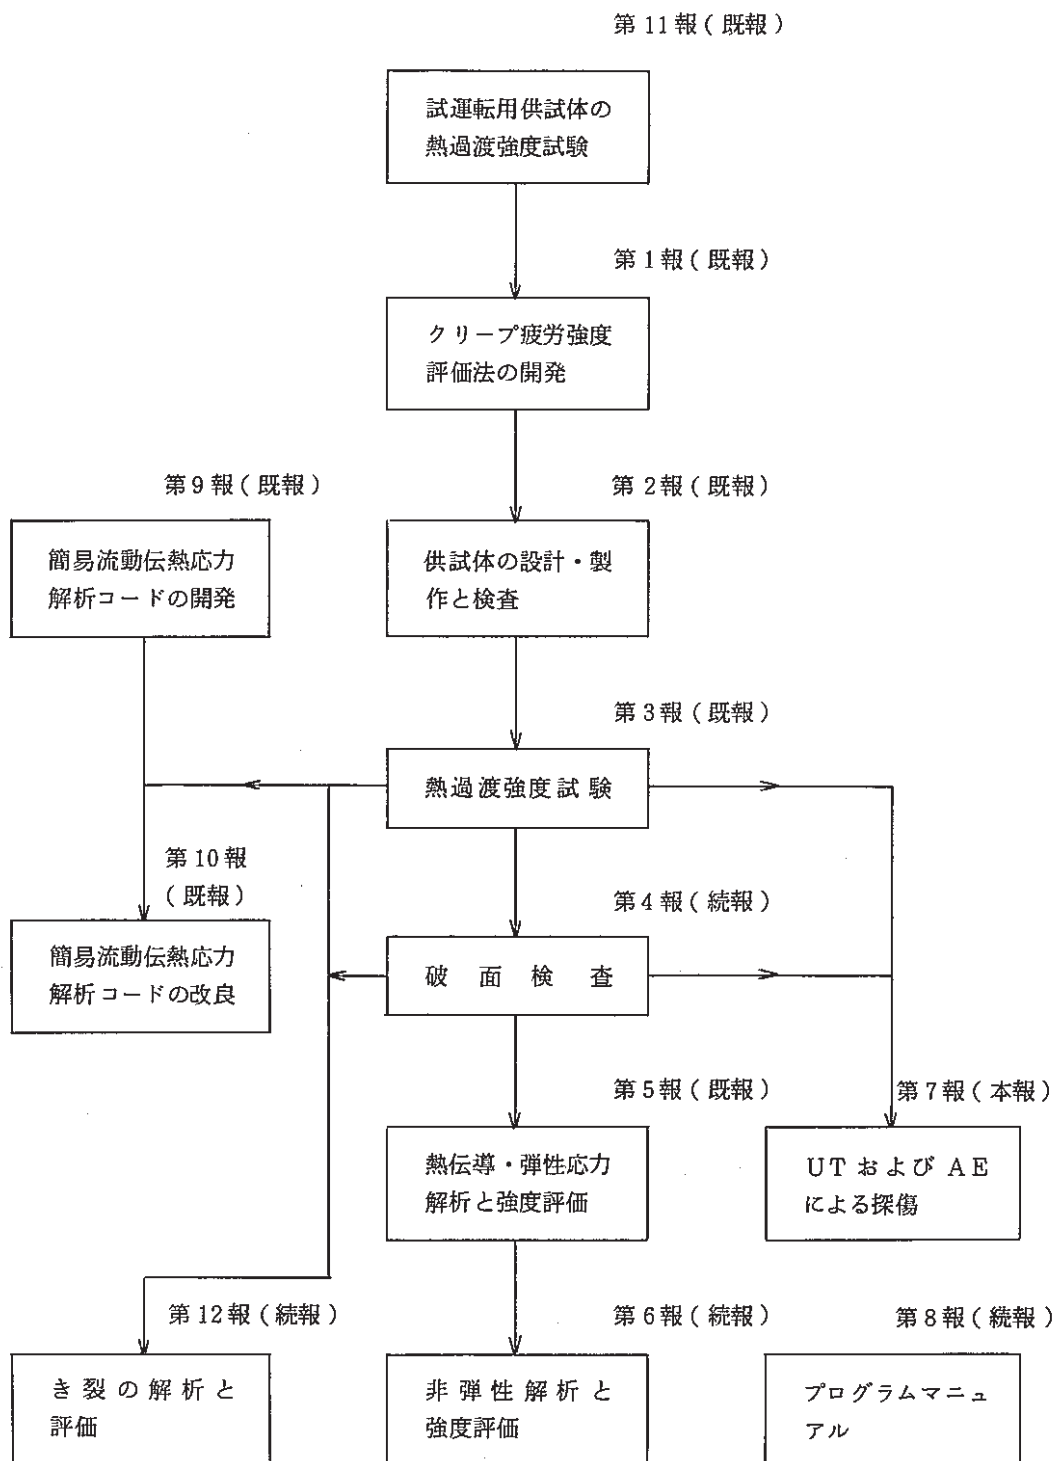 第11報(既報)
試運転用供試体の
熱過渡強度試験
第1報(既報)
クリープ疲労強度
評価法の開発
第9報(既報)
簡易流動伝熱応力
解析コードの開発
第2報(既報)
供試体の設計・製
作と検査
第3報(既報)
熱過渡強度試験
第10報
(既報)
簡易流動伝熱応力
解析コードの改良
第4報(続報)
破面検査
第5報(既報)
熱伝導・弾性応力
解析と強度評価
第7報(本報)
UTおよびAE
による探傷
第12報(続報)
き裂の解析と
評価
第6報(続報)
非弾性解析と
強度評価
第8報(続報)
プログラムマニュ
アル